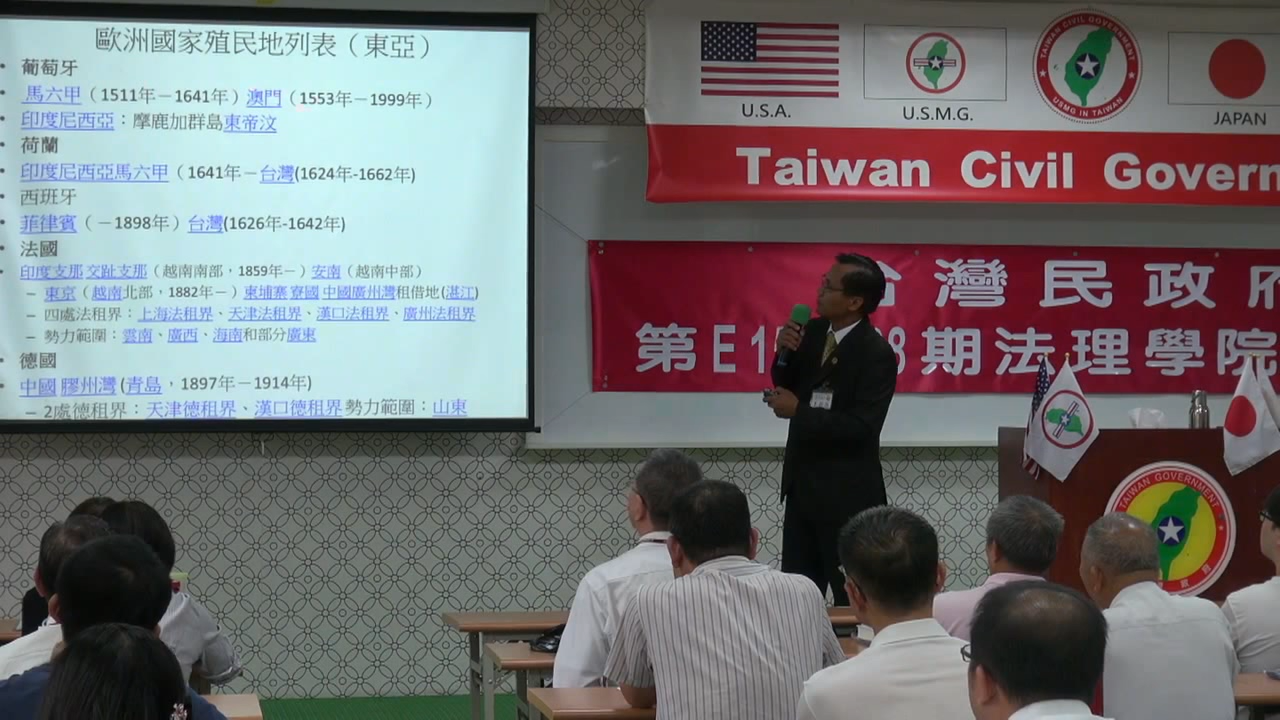 歐洲國家殖民地列表（東亞）
• 葡萄牙
• 馬六甲（1511年－1641年）澳門（1553年－1999年）
• 印度尼西亞：摩鹿加群島東帝汶
• 荷蘭
• 印度尼西亞馬六甲（1641年－台灣(1624年-1662年)
• 西班牙
• 菲律賓（－1898年）台灣(1626年-1642年)
• 法國
• 印度支那 交趾支那（越南南部，1859年－）安南（越南中部）
– 東京（越南北部，1882年－）東埔寨 寮國 中國廣州灣租借地(湛江)
– 四處法租界：上海法租界、天津法租界、漢口法租界、廣州法租界
– 勢力範圍：雲南、廣西、海南和部分廣東
• 德國
• 中國 膠州灣 (青島，1897年－1914年)
– 2處德租界：天津德租界、漢口德租界 勢力範圍：山東
U.S.A.
U.S.M.G.
TAIWAN CIVIL GOVERNMENT
USMG IN TAIWAN
JAPAN
Taiwan Civil Govern
台灣民政府
第E1 8期法理學院
TAIWAN GOVERNMENT